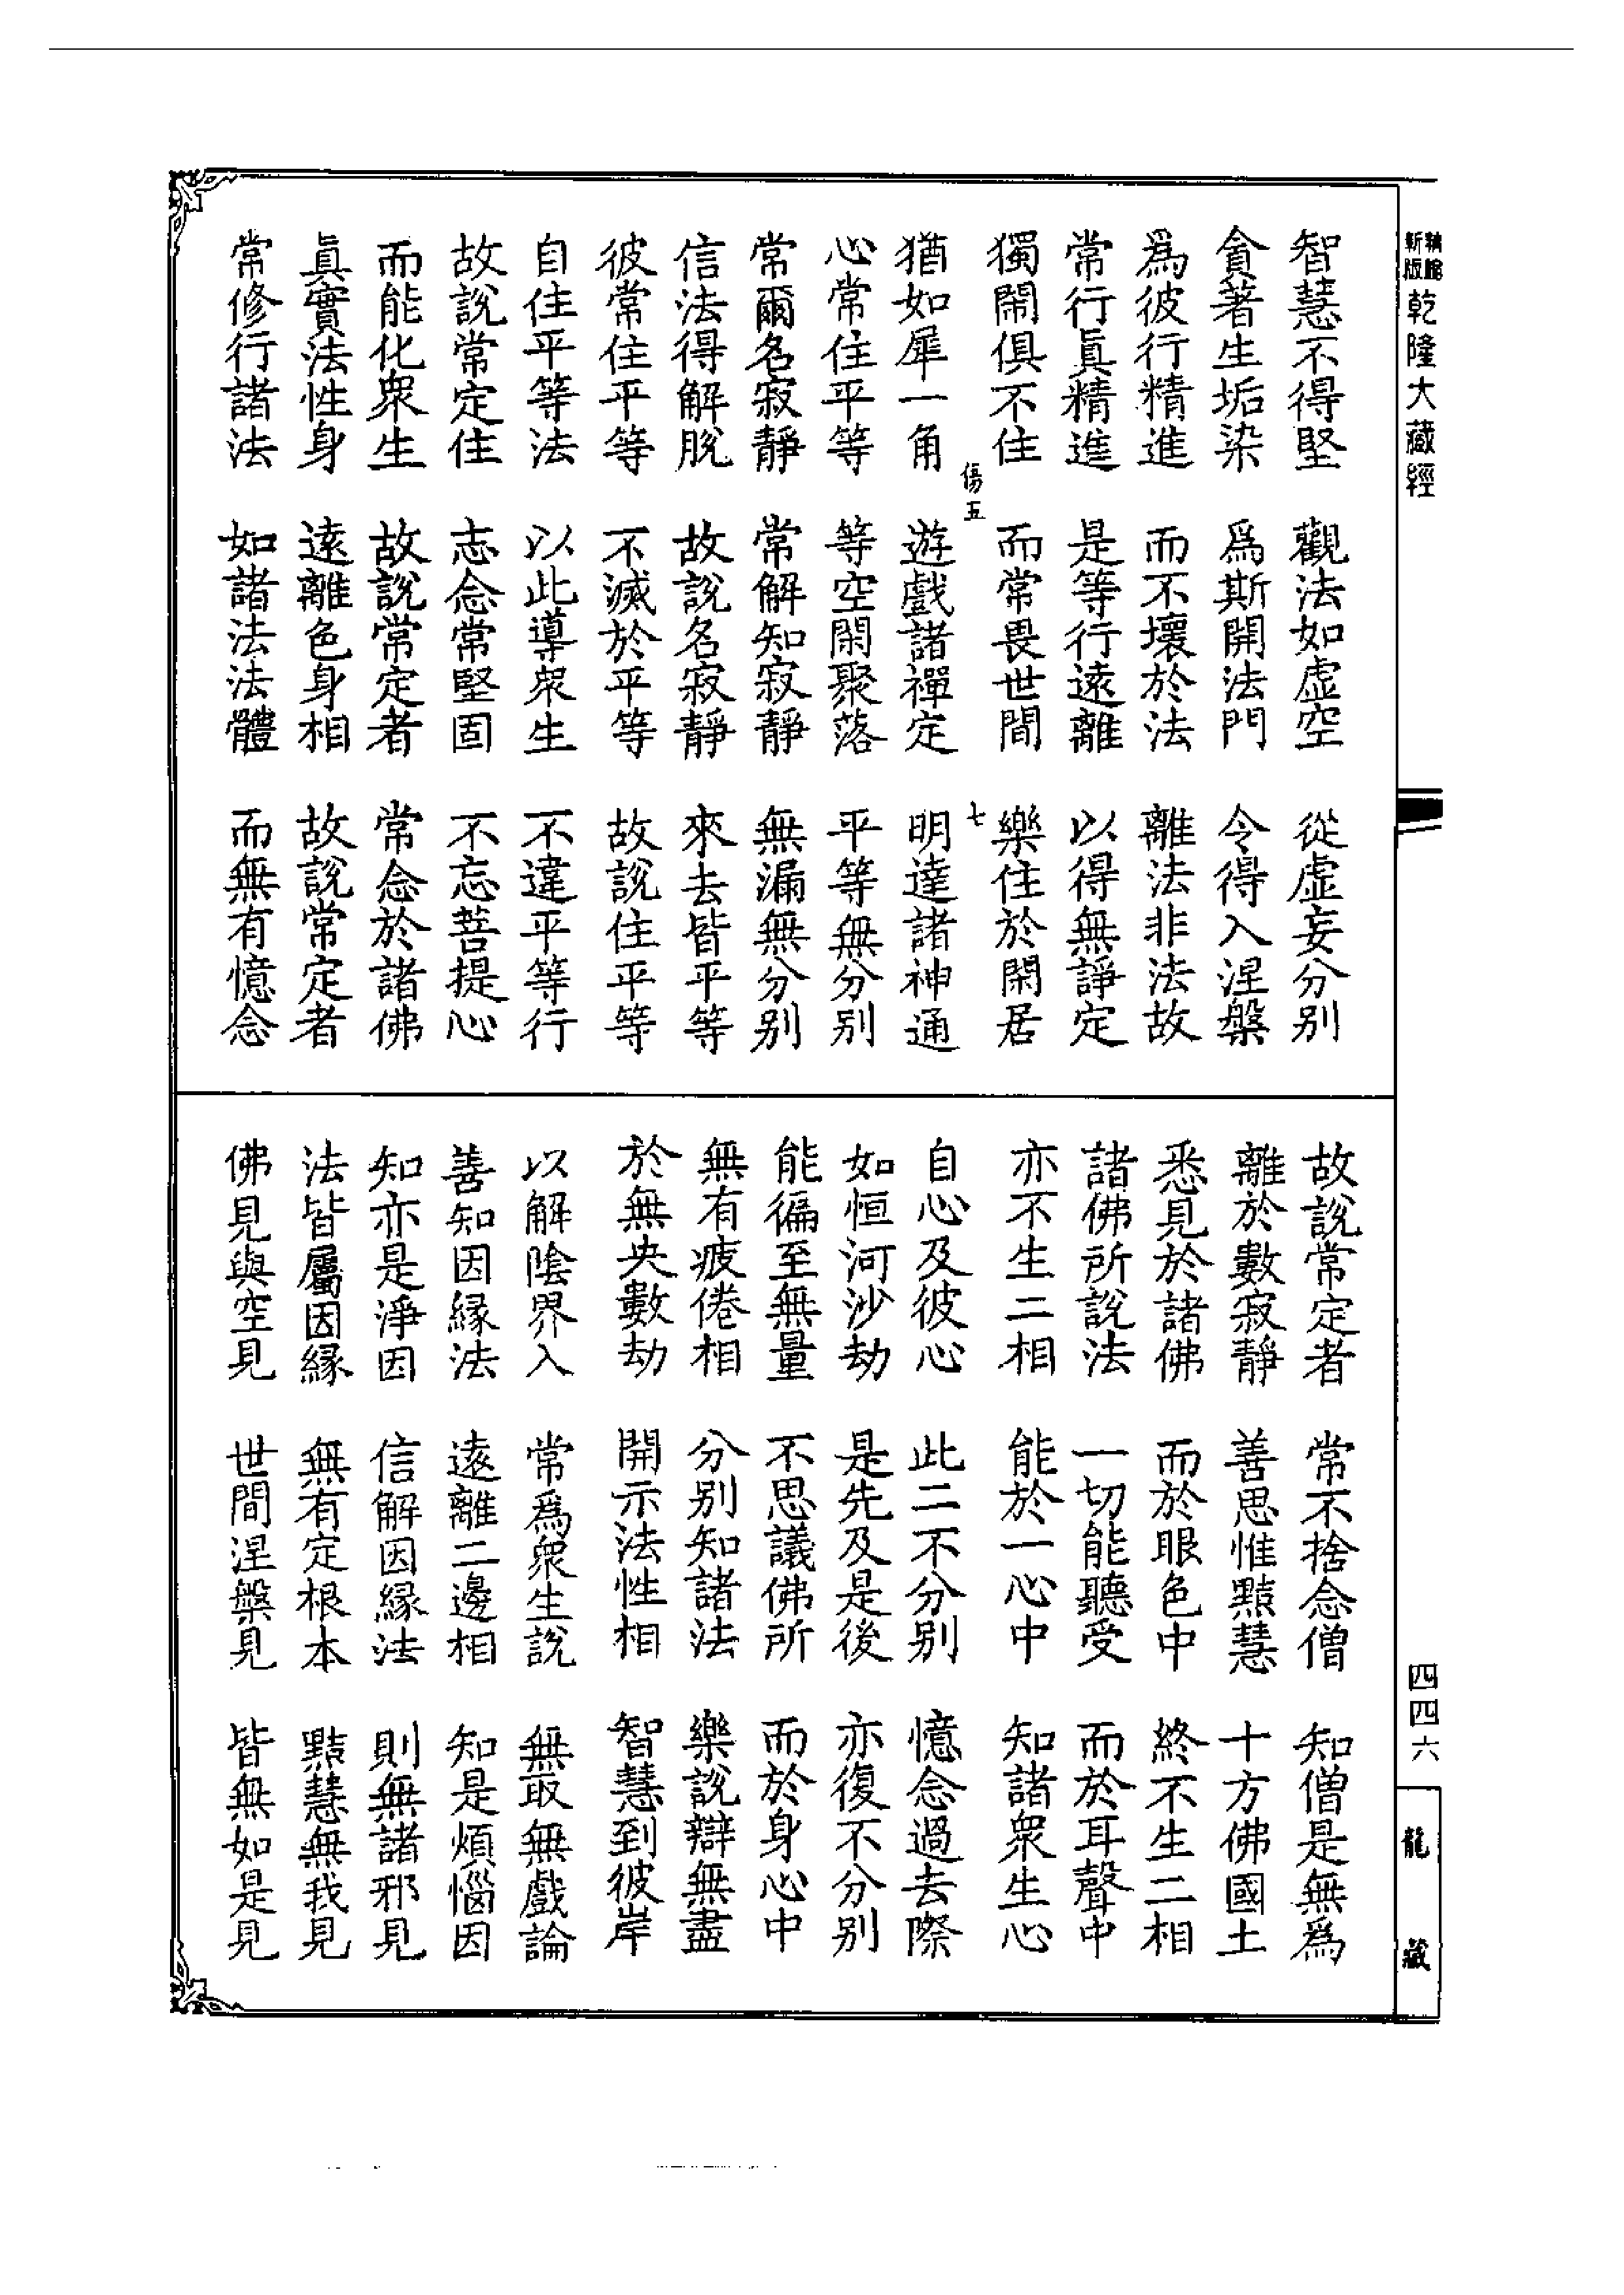 新版乾隆大藏經
智慧不得堅 觀法如虛空 從虛妄分別
貪著生垢染 爲斯開法門 令得入涅槃
爲彼行精進 而不壞於法 離法非法故
常行眞精進 是等行遠離 以得無諍定
獨閑俱不住 而常畏世間 樂住於閑居
傷五 七
猶如犀一角 遊戲諸禪定 明達諸神通
心常住平等 等空閑聚落 平等無分別
常爾名寂靜 常解知寂靜 無漏無分別
信法得解脫 故說名寂靜 來去皆平等
彼常住平等 不滅於平等 故說住平等
自住平等法 以此導衆生 不違平等行
故說常定住 志念常堅固 不忘菩提心
而能化衆生 故說常定者 常念於諸佛
眞實法性身 遠離色身相 故說常定者
常修行諸法 如諸法法體 而無有憶念
故說常定者 常不捨念僧 知僧是無爲
離於數寂靜 善思惟黠慧 十方佛國土
悉見於諸佛 而於眼色中 終不生二相
諸佛所說法 一切能聽受 而於耳聲中
亦不生二相 能於一心中 知諸衆生心
自心及彼心 此二不分別 憶念過去際
如恒河沙劫 是先及是後 亦復不分別
能徧至無量 不思議佛所 而於身心中
無有疲倦相 分別知諸法 樂說辯無盡
於無央數劫 開示法性相 智慧到彼岸
以解陰界入 常爲衆生說 無取無戲論
善知因緣法 遠離二邊相 知是煩惱因
知亦是淨因 信解因緣法 則無諸邪見
法皆屬因緣 無有定根本 黠慧無我見
佛見與空見 世間涅槃見 皆無如是見
四四六
龍藏